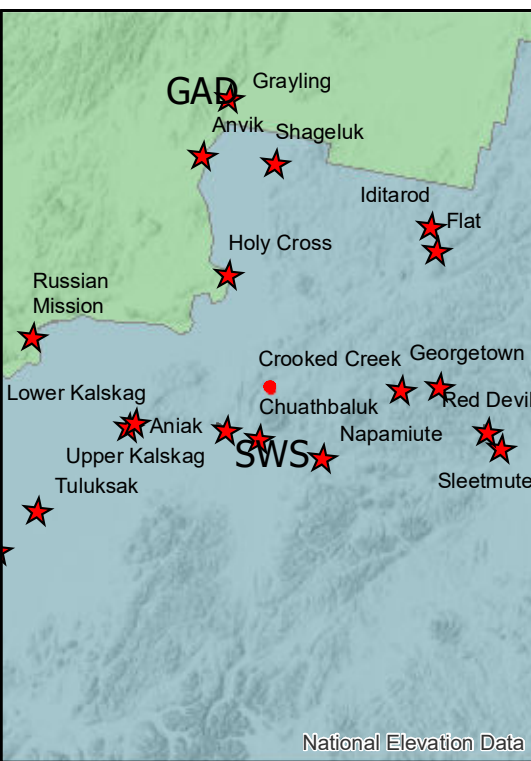 GAD
Grayling
Anvik
Shageluk
Iditarod
Flat
Holy Cross
Russian
Mission
Crooked Creek
Georgetown
Lower Kalskag
Chuathbaluk
Red Devil
Aniak
Napamiute
Upper Kalskag
SWS
Sleetmute
Tuluksak
National Elevation Data